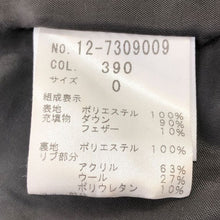 NO. 12-7309009
COL. 390
サイズ 0
組成表示
表地 ポリエステル 100%
充填物 ダウン 90%
フェザー 10%
裏地 ポリエステル 100%
リブ部分
アクリル 63%
ウール 27%
ポリウレタン 10%